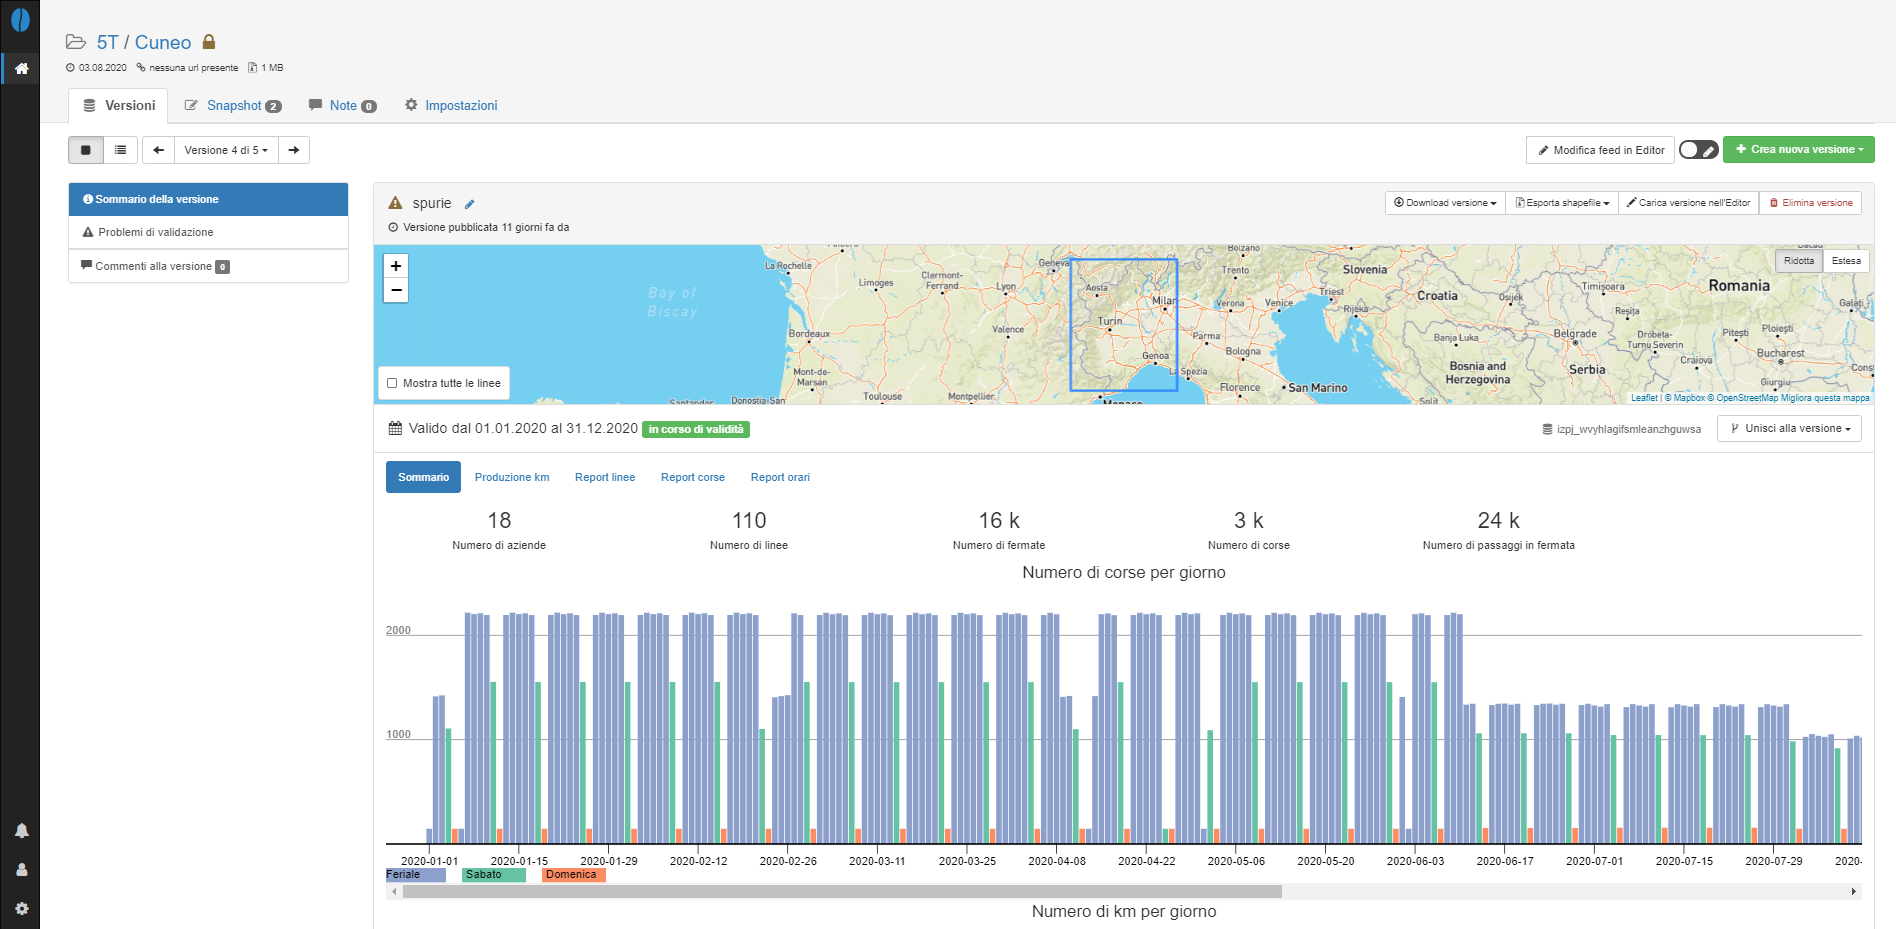 5T / Cuneo
03.08.2020 nessuna url presente 1 MB
Versioni Snapshot 2 Note 0 Impostazioni
Versione 4 di 5
Modifica feed in Editor
Crea nuova versione
Sommario della versione
Problemi di validazione
Commenti alla versione 0
spurie
Versione pubblicata 11 giorni fa da
Download versione
Esporta shapefile
Carica versione nell'Editor
Elimina versione
+
−
Ridotta Estesa
Bay of
Biscay
La Rochelle
Limoges
Clermont-
Ferrand
Lyon
Geneva
Bordeaux
Valence
Mont-de-
Marsan
Toulouse
Montpellier
Santander
Donostia-San
Aosta
Milan
Turin
Genoa
La Spezia
Monaco
Bolzano
Trento
Verona
Venice
Parma
Bologna
Florence
San Marino
Slovenia
Triest
Rijeka
Croatia
Osijek
Banja Luka
Bosnia and
Herzegovina
Split
Timișoara
Belgrade
Serbia
Romania
Bacău
Galați
Reșița
Drobeta-
Turnu Severin
Pitești
Ploiești
Bucharest
Craiova
Giurgiu
Cons
Mostra tutte le linee
Leaflet | © Mapbox © OpenStreetMap Migliora questa mappa
Valido dal 01.01.2020 al 31.12.2020 in corso di validità
izpj_wvyhlagifsmleanzhguwsa
Unisci alla versione
Sommario Produzione km Report linee Report corse Report orari
18 110 16 k 3 k 24 k
Numero di aziende Numero di linee Numero di fermate Numero di corse Numero di passaggi in fermata
Numero di corse per giorno
2000
1000
2020-01-01 2020-01-15 2020-01-29 2020-02-12 2020-02-26 2020-03-11 2020-03-25 2020-04-08 2020-04-22 2020-05-06 2020-05-20 2020-06-03 2020-06-17 2020-07-01 2020-07-15 2020-07-29 2020-
Feriale Sabato Domenica
Numero di km per giorno